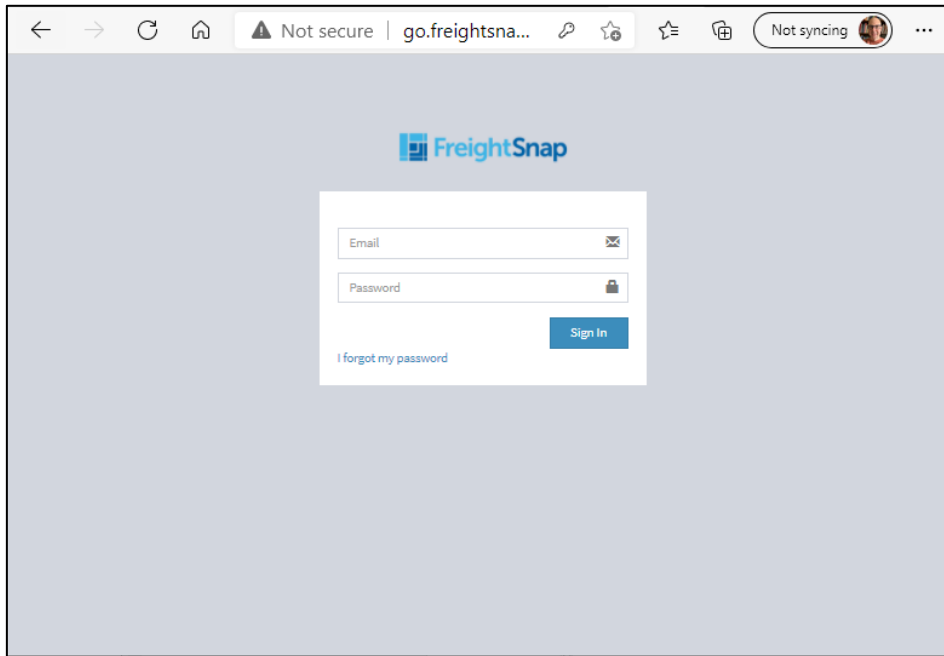 Not secure | go.freightsna... Not syncing
FreightSnap
Email
Password
Sign In
I forgot my password